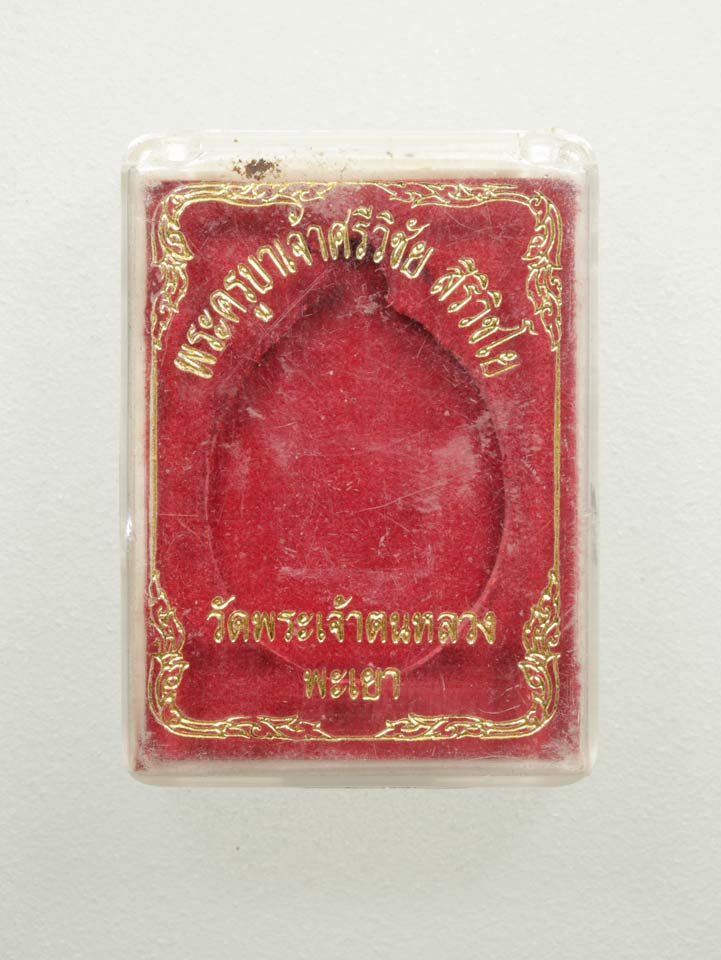 พระครูบาเจ้าศรีวิชัย สิริวิชโย
วัดพระเจ้าตนหลวง
พะเยา